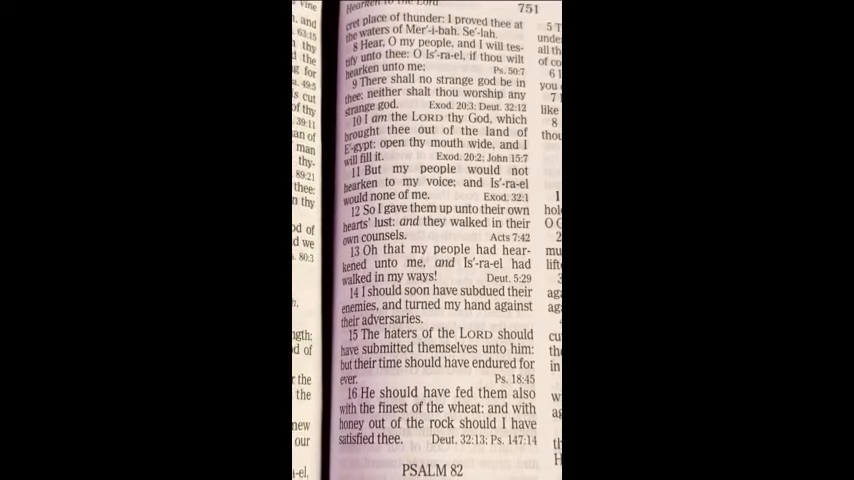 Hearken to the Lord
751
cret place of thunder: I proved thee at
the waters of Mer'-i-bah. Se'-lah.
8 Hear, O my people, and I will tes-
tify unto thee: O Is'-ra-el, if thou wilt
hearken unto me; Ps. 50:7
9 There shall no strange god be in
thee; neither shalt thou worship any
strange god. Exod. 20:3; Deut. 32:12
10 I am the LORD thy God, which
brought thee out of the land of
E'-gypt: open thy mouth wide, and I
will fill it. Exod. 20:2; John 15:7
11 But my people would not
hearken to my voice; and Is'-ra-el
would none of me. Exod. 32:1
12 So I gave them up unto their own
hearts' lust: and they walked in their
own counsels. Acts 7:42
13 Oh that my people had hear-
kened unto me, and Is'-ra-el had
walked in my ways! Deut. 5:29
14 I should soon have subdued their
enemies, and turned my hand against
their adversaries.
15 The haters of the LORD should
have submitted themselves unto him:
but their time should have endured for
ever. Ps. 18:45
16 He should have fed them also
with the finest of the wheat: and with
honey out of the rock should I have
satisfied thee. Deut. 32:13; Ps. 147:14
PSALM 82